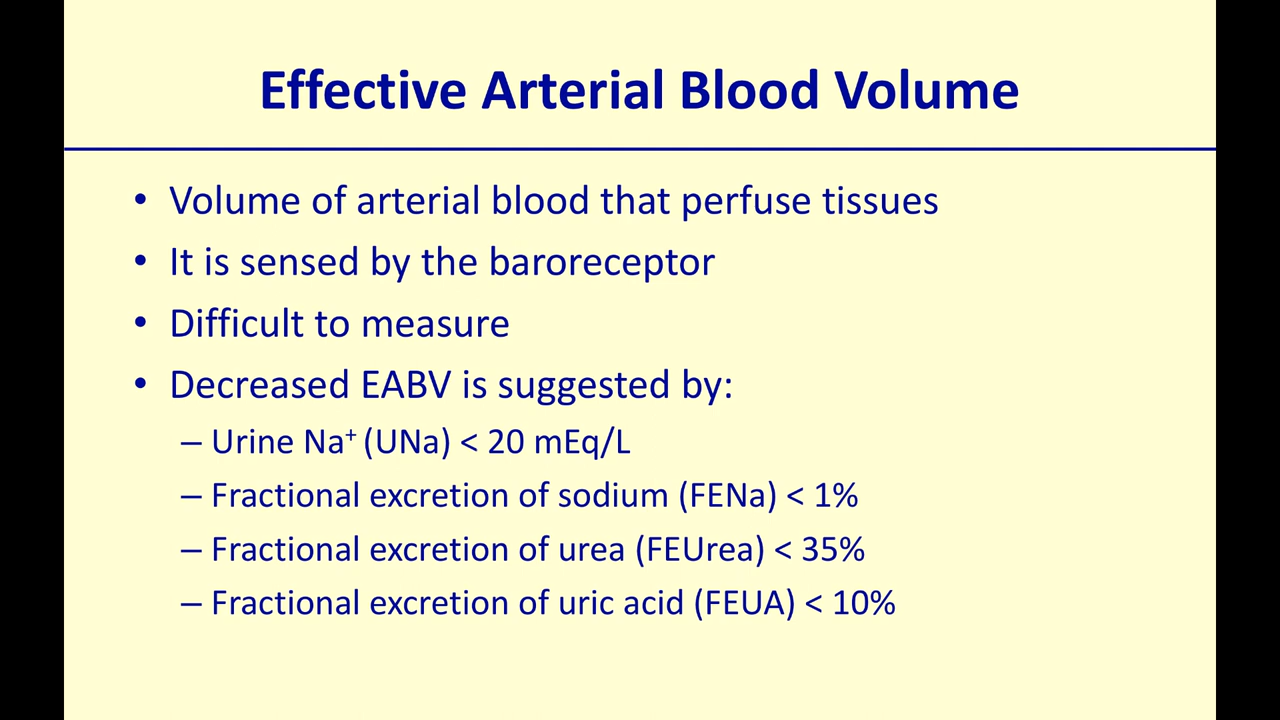 Effective Arterial Blood Volume
• Volume of arterial blood that perfuse tissues
• It is sensed by the baroreceptor
• Difficult to measure
• Decreased EABV is suggested by:
– Urine Na⁺ (UNa) < 20 mEq/L
– Fractional excretion of sodium (FENa) < 1%
– Fractional excretion of urea (FEUrea) < 35%
– Fractional excretion of uric acid (FEUA) < 10%